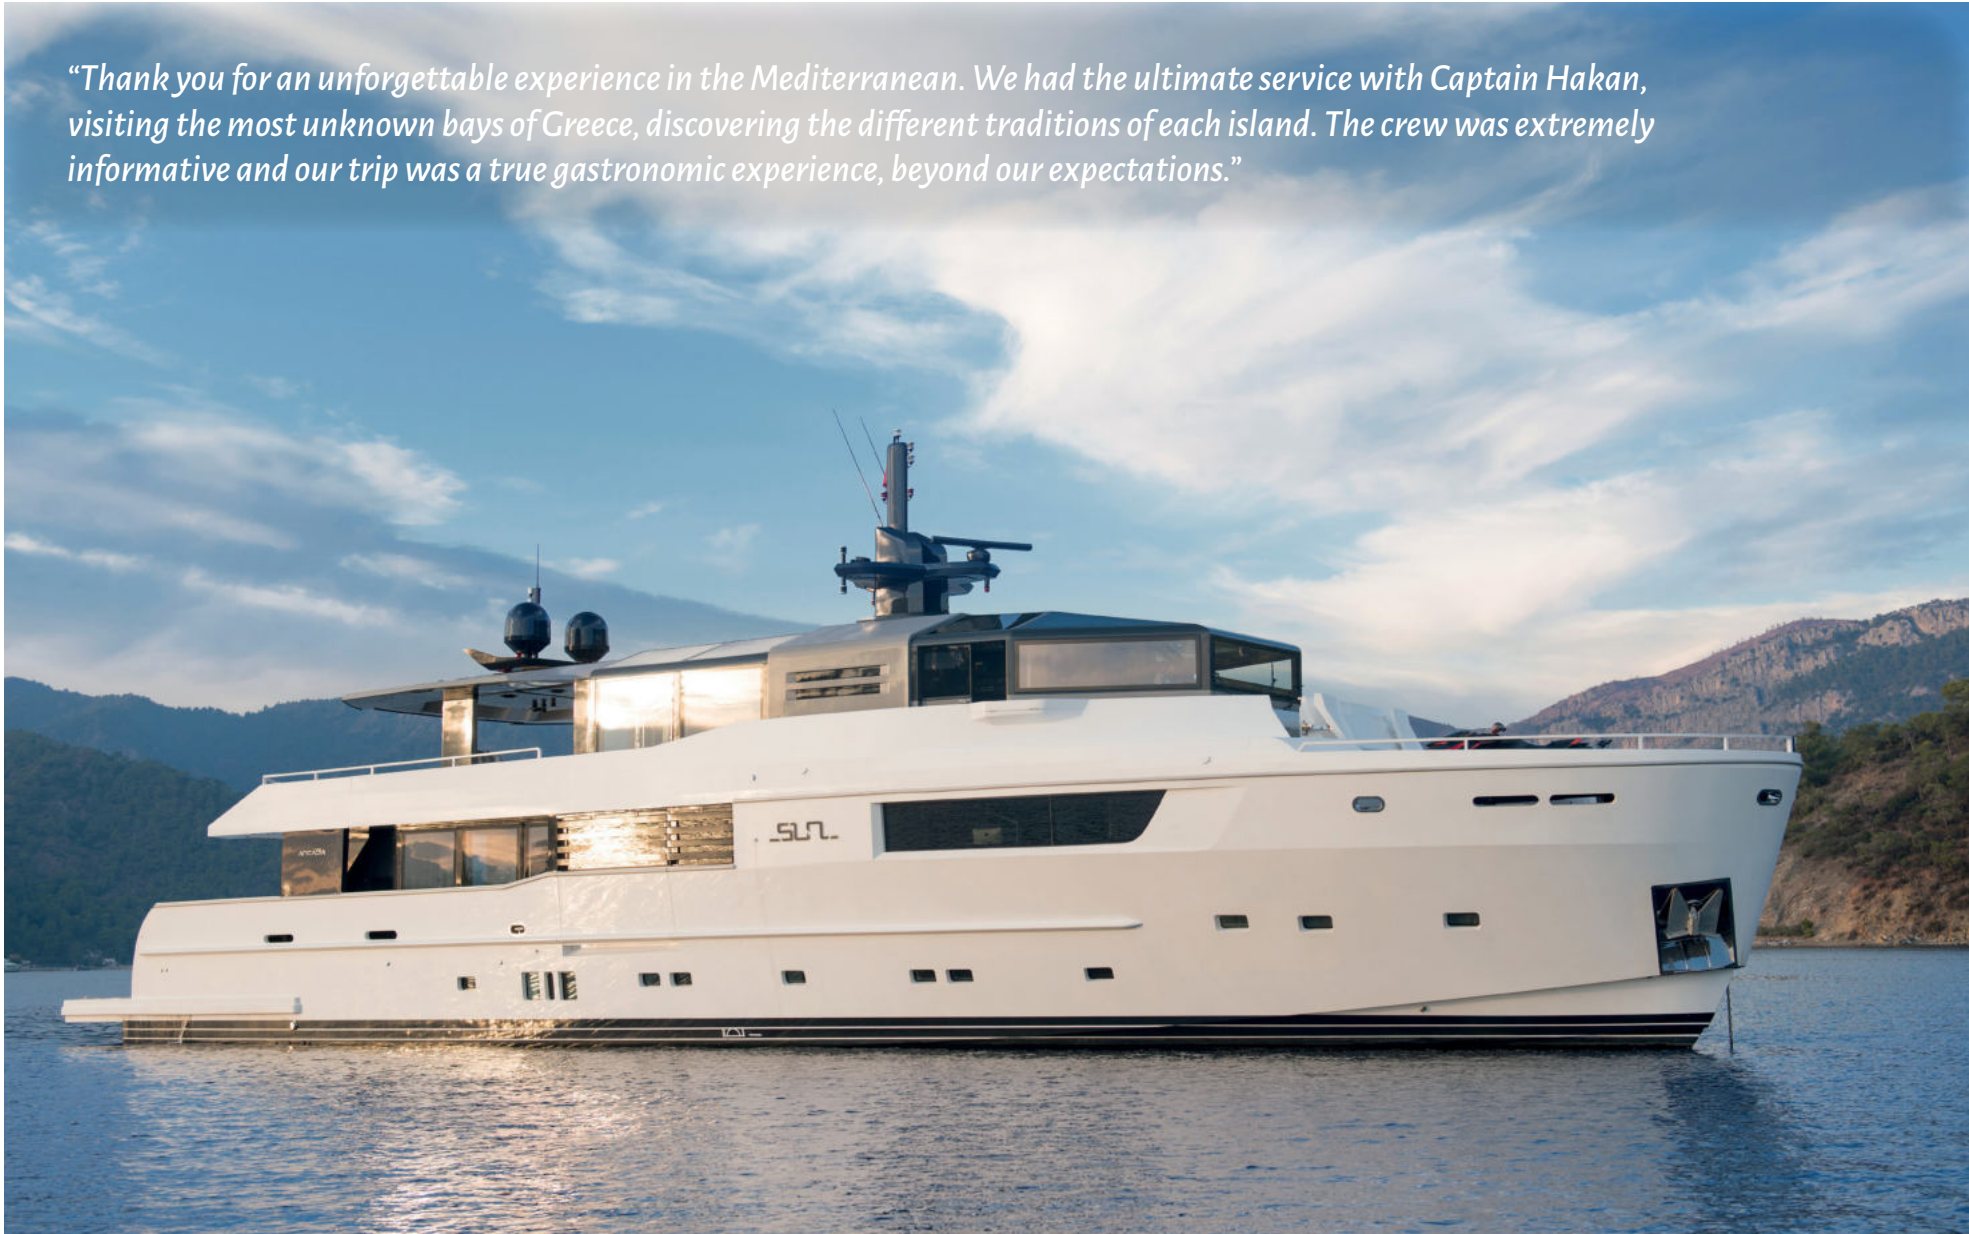 “Thank you for an unforgettable experience in the Mediterranean. We had the ultimate service with Captain Hakan,
visiting the most unknown bays of Greece, discovering the different traditions of each island. The crew was extremely
informative and our trip was a true gastronomic experience, beyond our expectations.”
SUN
ARCADIA